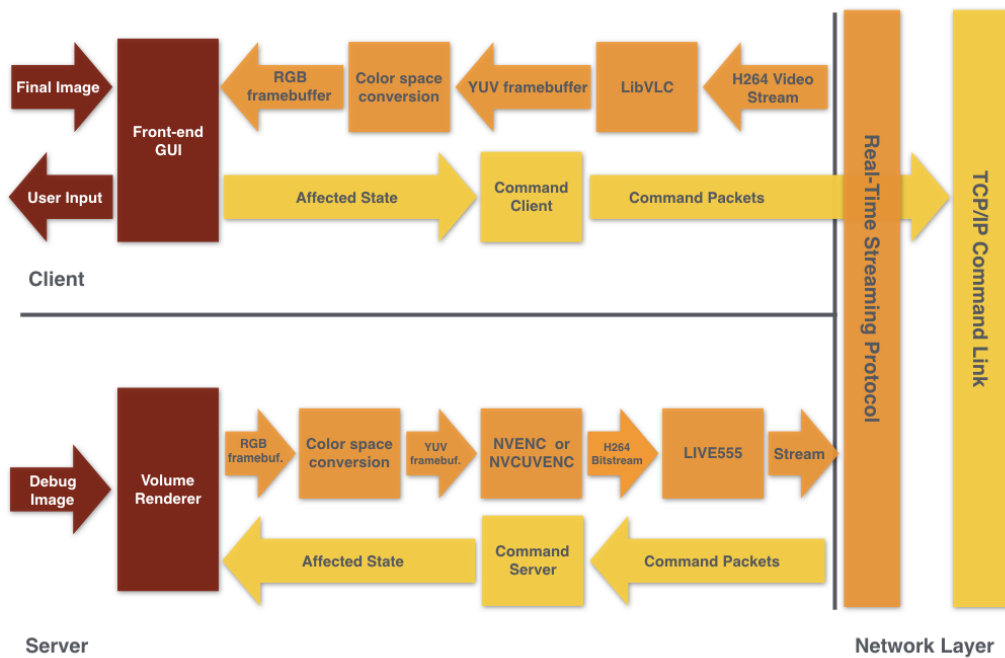 Final Image
Front-end
GUI
RGB
framebuffer
Color space
conversion
YUV framebuffer
LibVLC
H264 Video
Stream
User Input
Affected State
Command
Client
Command Packets
Client
Real-Time Streaming Protocol
TCP/IP Command Link
Debug
Image
Volume
Renderer
RGB
framebuf.
Color space
conversion
YUV
framebuf.
NVENC or
NVCUVENC
H264
Bitstream
LIVE555
Stream
Affected State
Command
Server
Command Packets
Server
Network Layer